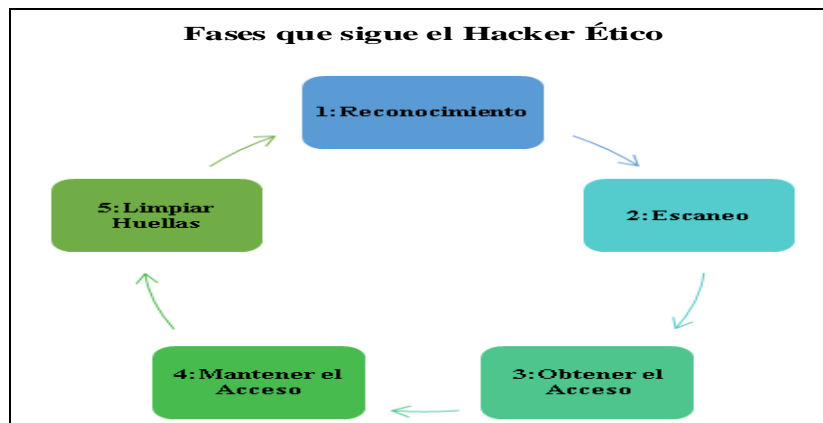 Fases que sigue el Hacker Ético
1:Reconocimiento
2:Escaneo
3:Obtener el
Acceso
4:Mantener el
Acceso
5:Limpiar
Huellas